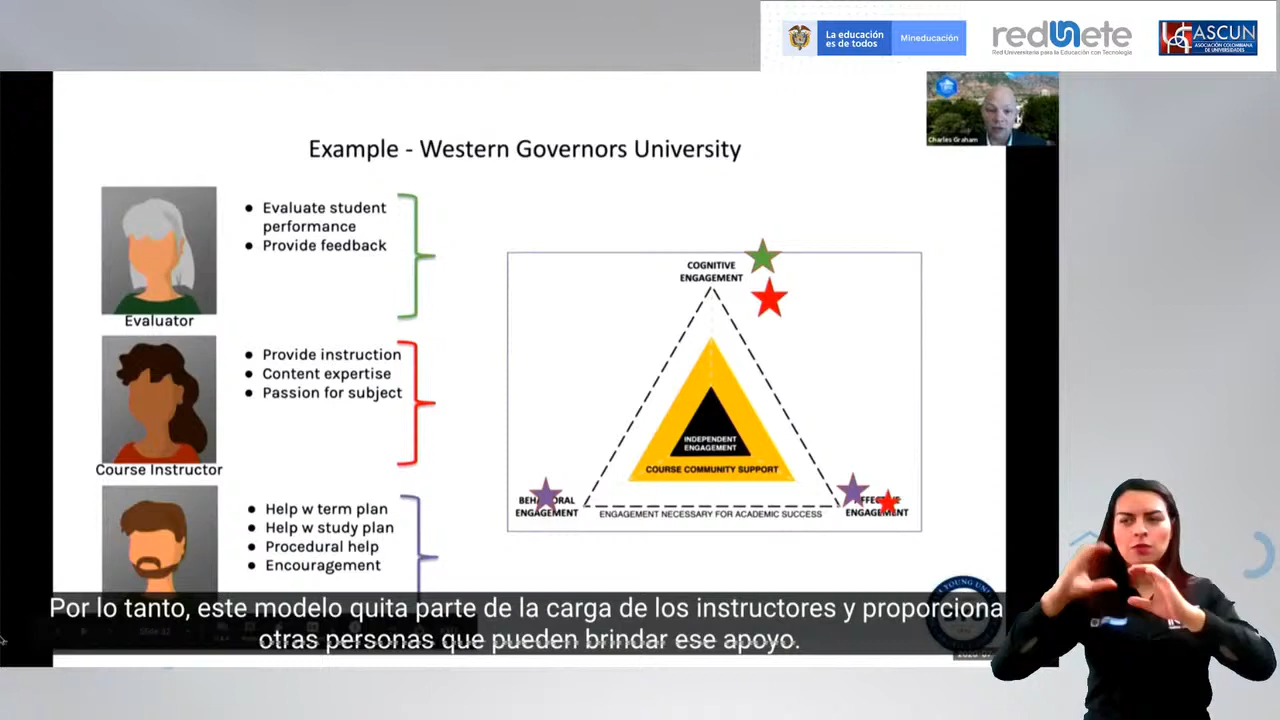 La educación
es de todos
Mineducación
redunete
Red Universitaria para la Educación con Tecnología
ASCUN
ASOCIACIÓN COLOMBIANA
DE UNIVERSIDADES
Charles Graham
Example - Western Governors University
Evaluator
● Evaluate student
performance
● Provide feedback
Course Instructor
● Provide instruction
● Content expertise
● Passion for subject
● Help w term plan
● Help w study plan
● Procedural help
● Encouragement
COGNITIVE
ENGAGEMENT
INDEPENDENT
ENGAGEMENT
COURSE COMMUNITY SUPPORT
ENGAGEMENT
ENGAGEMENT NECESSARY FOR ACADEMIC SUCCESS
ENGAGEMENT
Por lo tanto, este modelo quita parte de la carga de los instructores y proporciona
otras personas que pueden brindar ese apoyo.